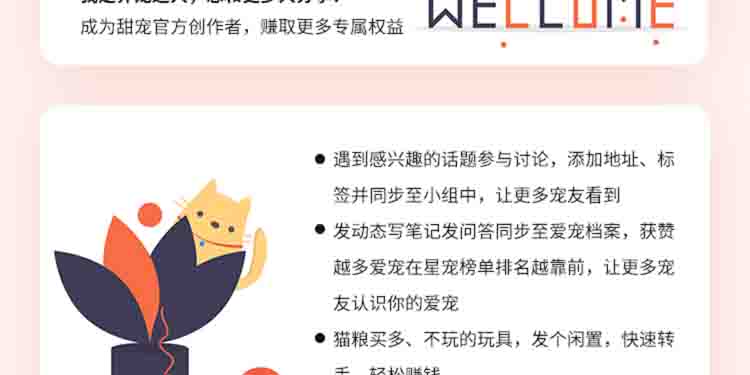 成为甜宠官方创作者，赚取更多专属权益
WELCOME
● 遇到感兴趣的话题参与讨论，添加地址、标
签并同步至小组中，让更多宠友看到
● 发动态写笔记发问答同步至爱宠档案，获赞
越多爱宠在星宠榜单排名越靠前，让更多宠
友认识你的爱宠
● 猫粮买多、不玩的玩具，发个闲置，快速转
手，轻松赚钱